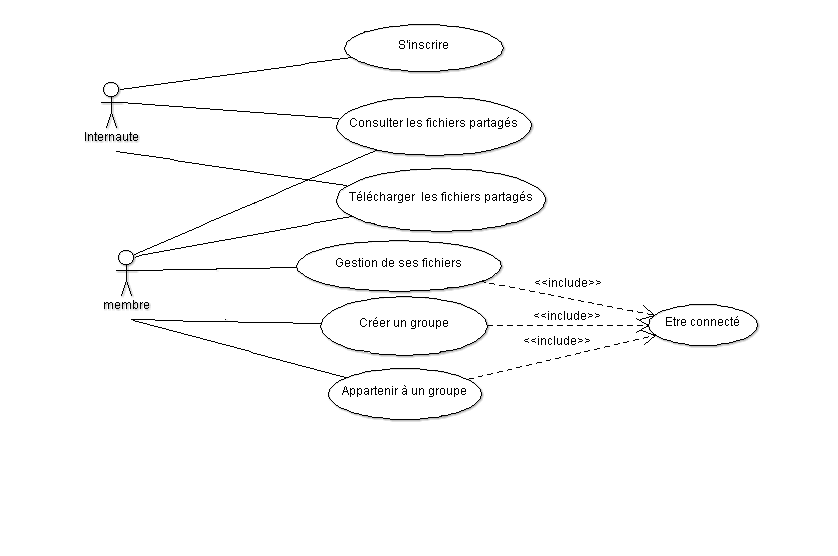 S'inscrire
Internaute
Consulter les fichiers partagés
Télécharger  les fichiers partagés
membre
Gestion de ses fichiers
<<include>>
Créer un groupe
<<include>>
Etre connecté
<<include>>
Appartenir à un groupe